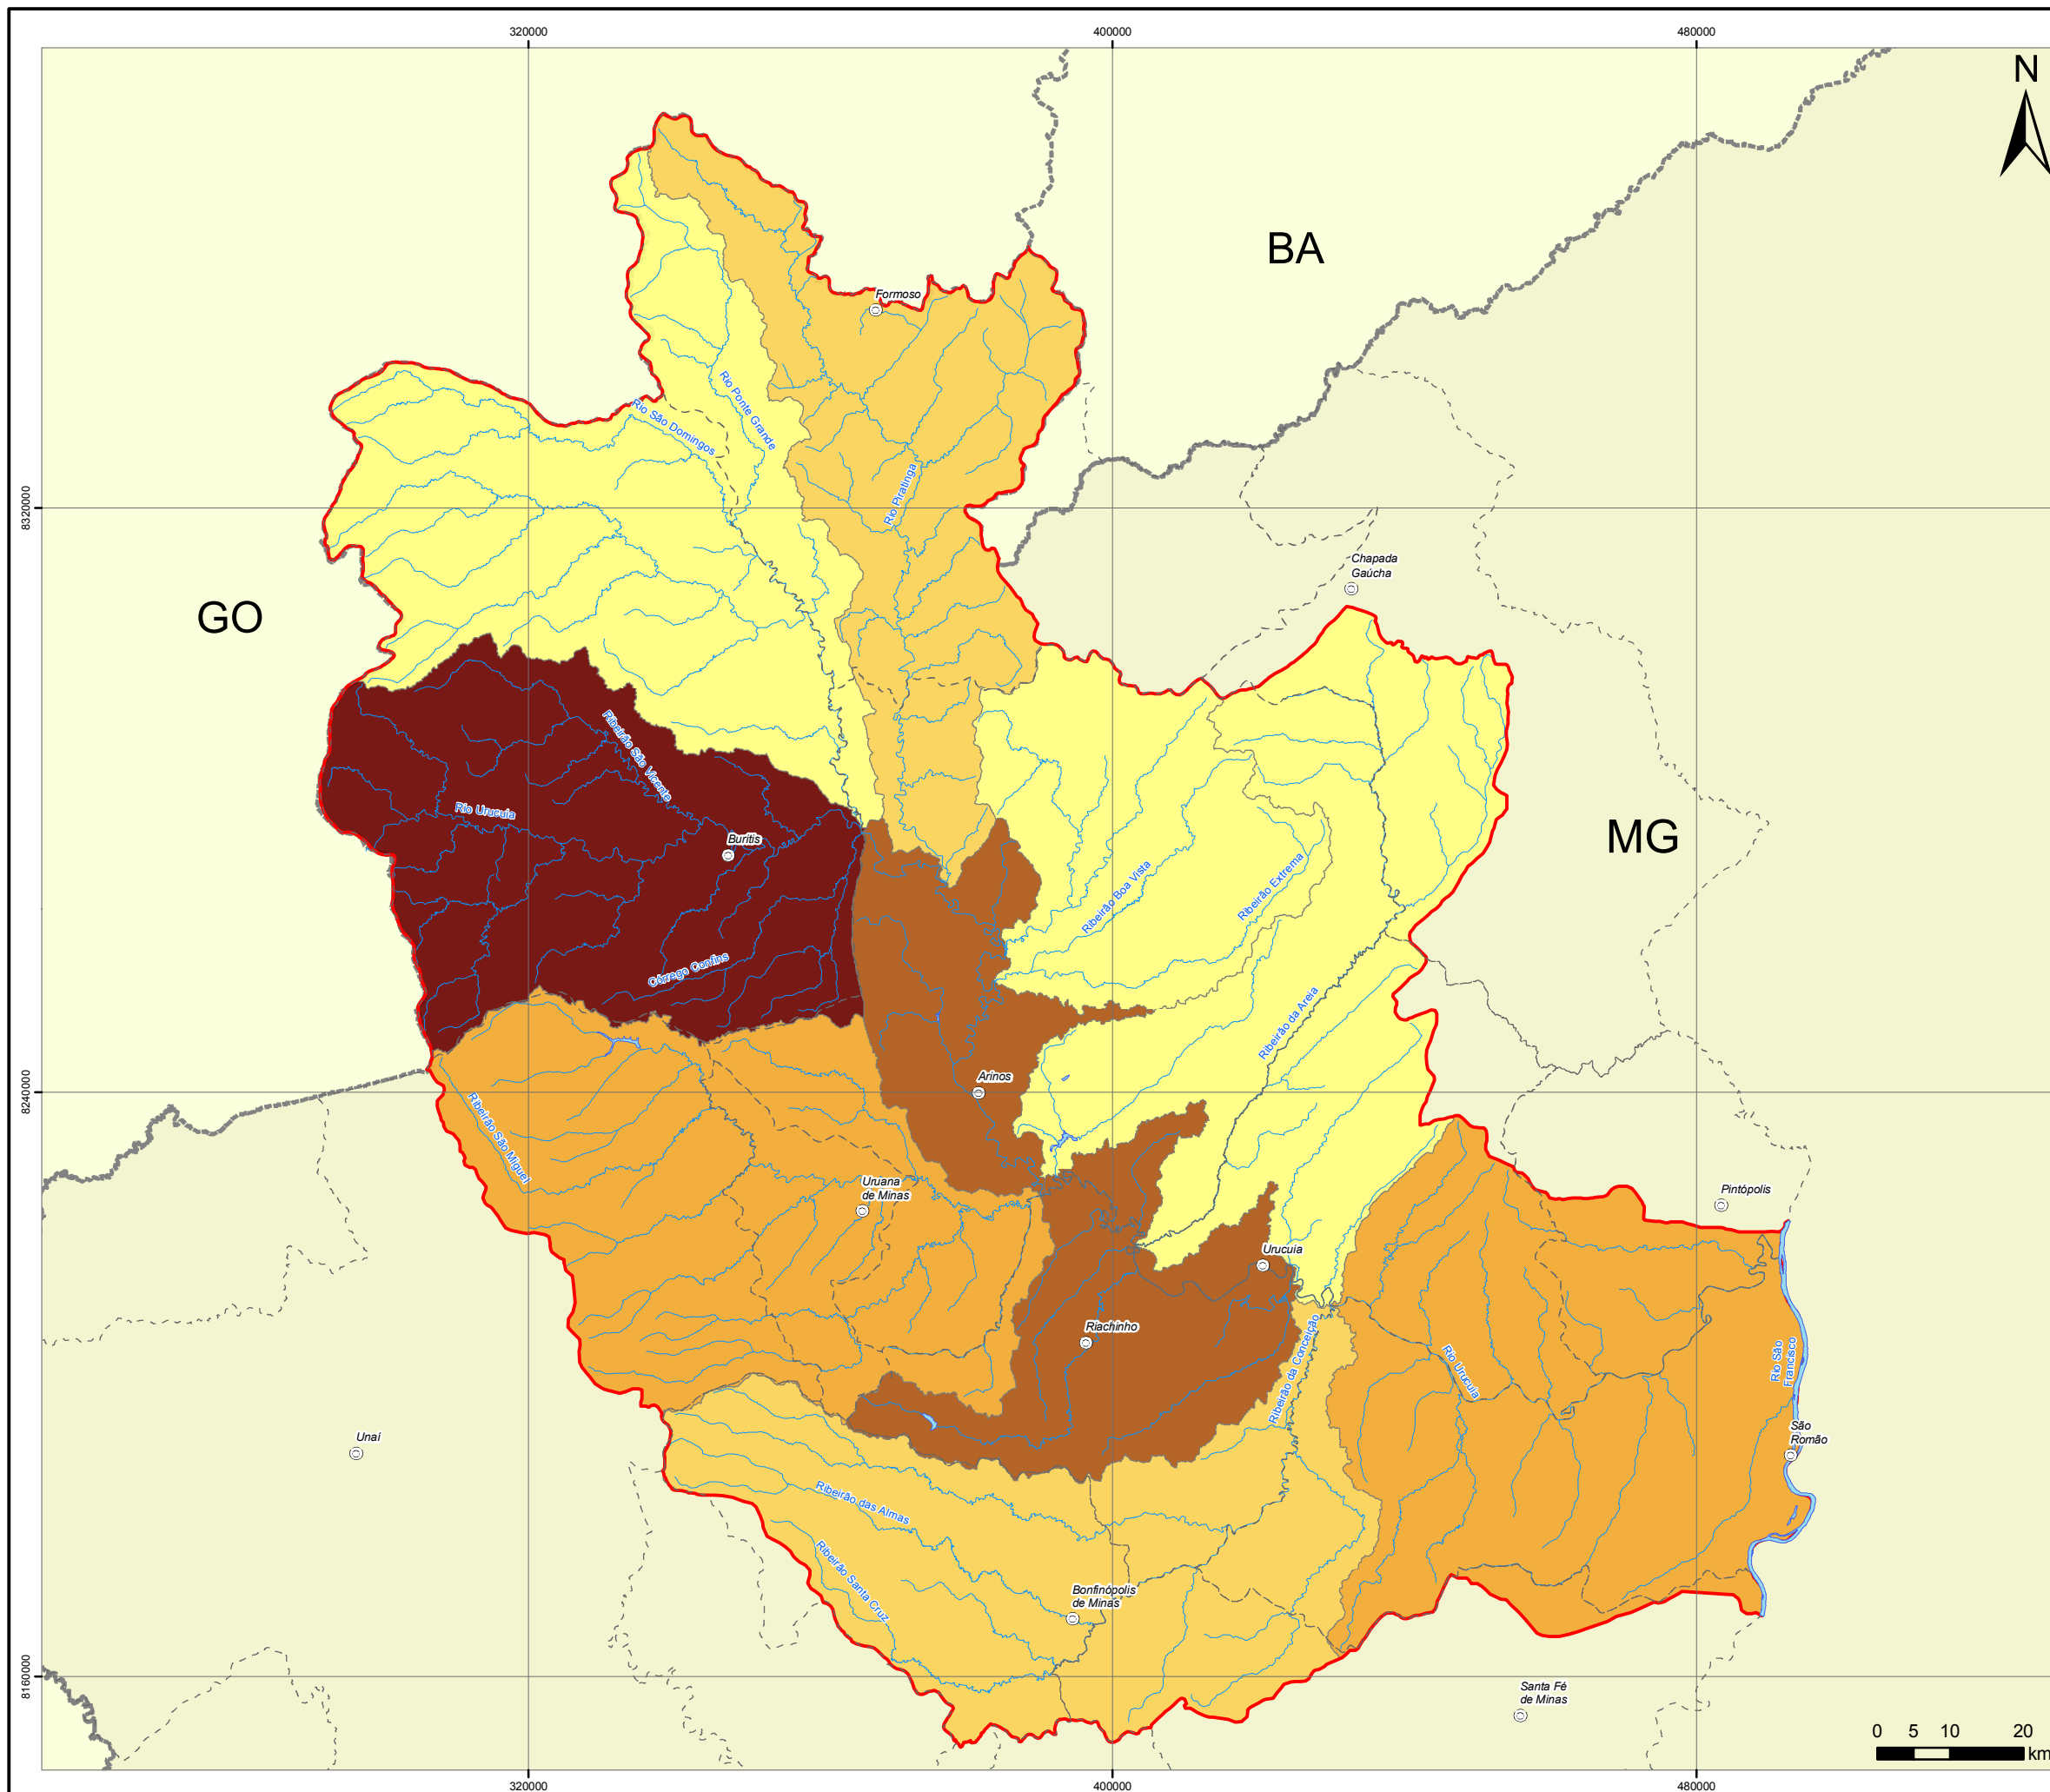 320000
400000
480000
N
BA
Formoso
Rio Ponte Grande
Rio São Domingos
Rio Piratinga
8320000
Chapada
Gaúcha
GO
Ribeirão São Vicente
Rio Urucuia
Buritis
MG
Ribeirão Boa Vista
Ribeirão Extrema
Córrego Confins
Ribeirão da Areia
Arinos
8240000
Ribeirão São Miguel
Uruana
de Minas
Pintópolis
Urucuia
Riachinho
Ribeirão da Conceição
Rio Urucuia
Rio São
Francisco
São
Romão
Unaí
Ribeirão das Almas
Ribeirão Santa Cruz
Bonfinópolis
de Minas
8160000
Santa Fé
de Minas
0 5 10 20
km
320000
400000
480000